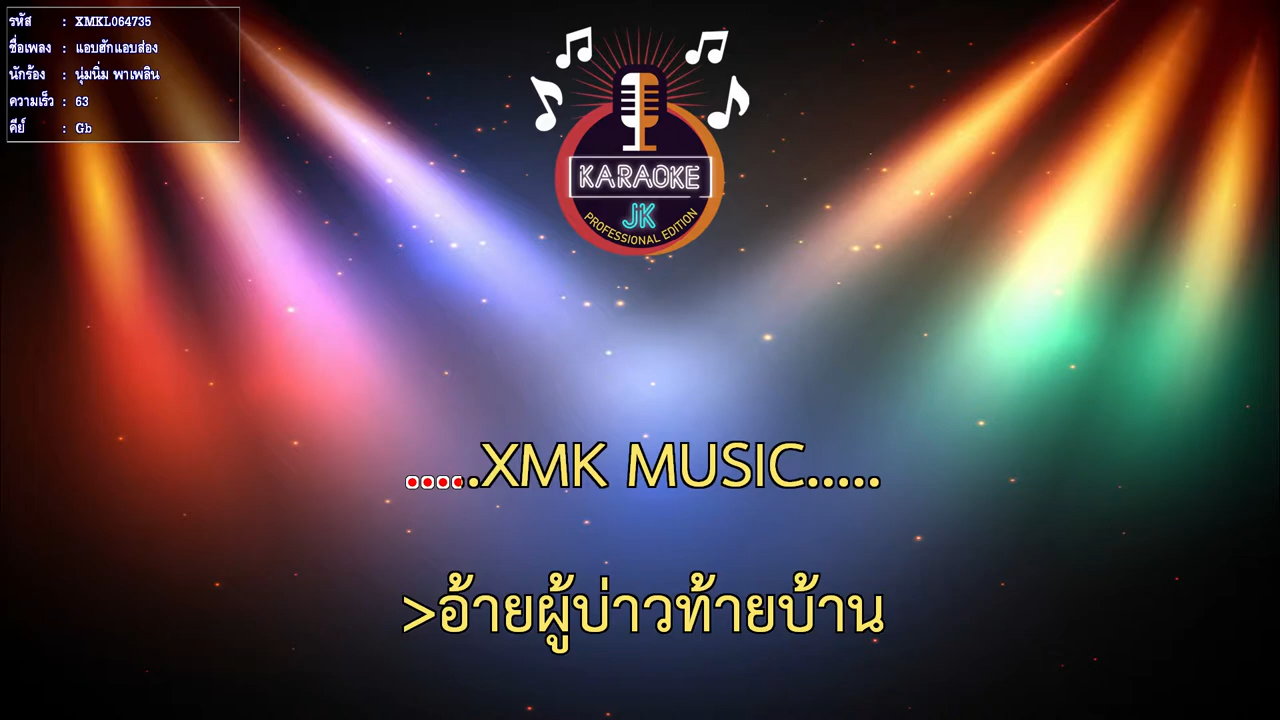 รหัส : XMKL064735
ชื่อเพลง : แอบฮักแอบส่อง
นักร้อง : นุ่มนิ่ม พาเพลิน
ความเร็ว : 63
คีย์ : Gb
KARAOKE
JK
PROFESSIONAL EDITION
.....XMK MUSIC.....
>อ้ายผู้บ่าวท้ายบ้าน